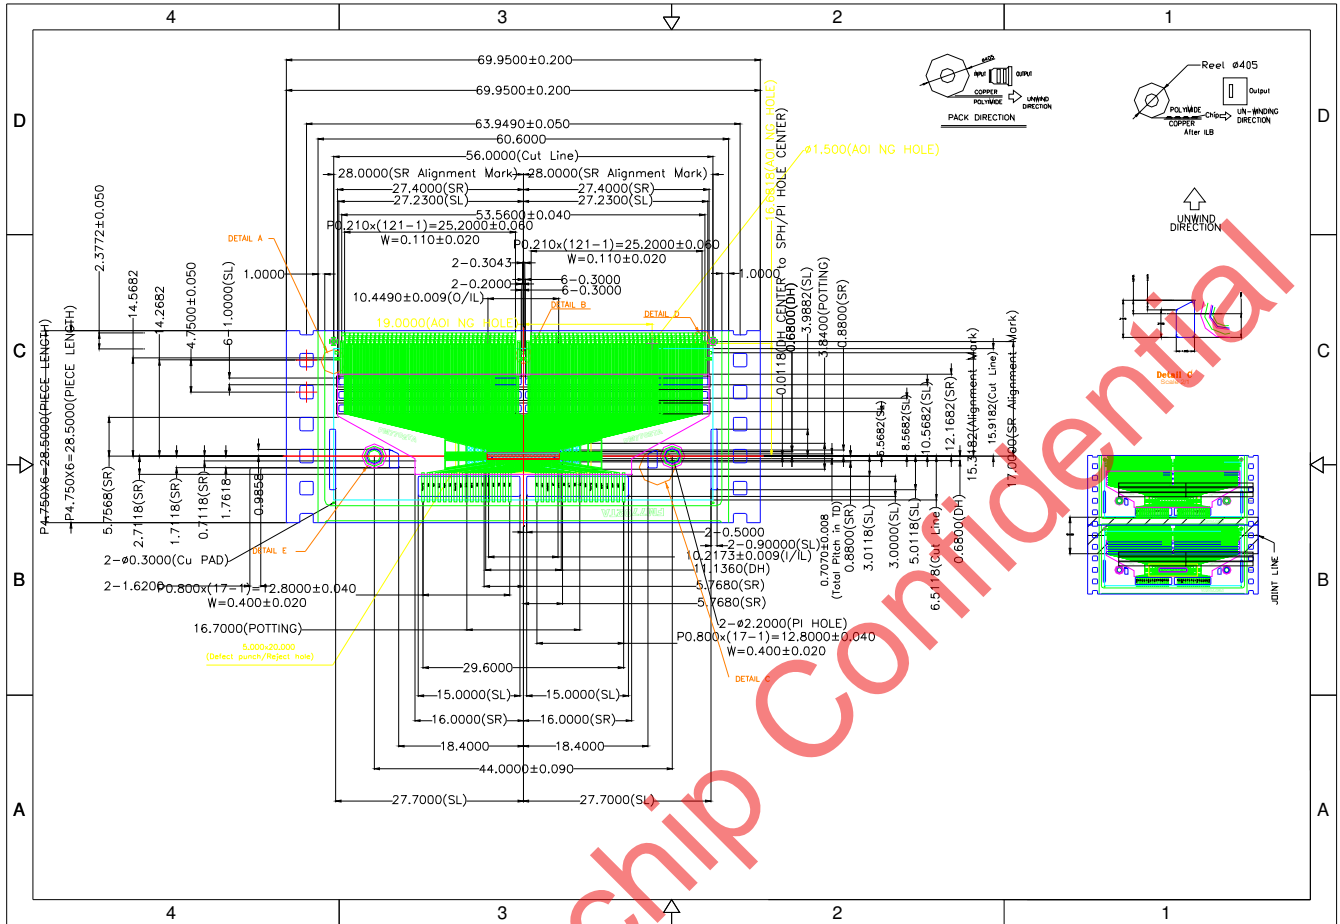 4
3
2
1
D
D
C
C
B
B
A
A
69.9500±0.200
69.9500±0.200
63.9490±0.050
60.6000
56.0000(Cut Line)
28.0000(SR Alignment Mark)
28.0000(SR Alignment Mark)
27.4000(SR)
27.4000(SR)
27.2300(SL)
27.2300(SL)
53.5600±0.040
P0.210x(121-1)=25.2000±0.060
W=0.110±0.020
P0.210x(121-1)=25.2000±0.060
W=0.110±0.020
2-0.3043
6-0.3000
2-0.2000
6-0.3000
10.4490±0.009(O/IL)
1.0000
1.0000
DETAIL A
DETAIL B
DETAIL D
19.0000(AOI NG HOLE)
Ø1.500(AOI NG HOLE)
0.0118(DH CENTER to SPH/PI HOLE CENTER)
0.6800(DH)
3.9882(SL)
3.8400(POTTING)
0.8800(SR)
2.3772±0.050
14.5682
14.2682
4.7500±0.050
6-1.0000(SL)
P4.750X6=28.5000(PIECE LENGTH)
P4.750X6=28.5000(PIECE LENGTH)
5.7568(SR)
2.7118(SR)
1.7118(SR)
0.7118(SR)
1.7618
0.9858
6.5682(SL)
8.5682(SL)
10.5682(SL)
12.1682(SR)
15.3182(Alignment Mark)
15.9182(Cut Line)
17.0000(SR Alignment Mark)
0.7070±0.008
(Total Pitch in TD)
0.8800(SR)
3.0118(SL)
3.0000(SL)
5.0118(SL)
6.5118(Cut Line)
0.6800(DH)
2-Ø0.3000(Cu PAD)
DETAIL E
2-1.6200
P0.800x(17-1)=12.8000±0.040
W=0.400±0.020
16.7000(POTTING)
(Defect punch/Reject hole)
2-0.5000
2-0.90000(SL)
10.2173±0.009(I/IL)
11.1360(DH)
5.7680(SR)
5.7680(SR)
2-Ø2.2000(PI HOLE)
P0.800x(17-1)=12.8000±0.040
W=0.400±0.020
DETAIL C
29.6000
15.0000(SL)
15.0000(SL)
16.0000(SR)
16.0000(SR)
18.4000
18.4000
44.0000±0.090
27.7000(SL)
27.7000(SL)
Ø405
INPUT
OUTPUT
COPPER
POLYIMIDE
UNWIND
DIRECTION
PACK DIRECTION
Reel Ø405
Output
POLYIMIDE
COPPER
Chip
UN-WINDING
DIRECTION
After ILB
UNWIND
DIRECTION
Detail C
JOINT LINE
chip Confidential
4
3
2
1